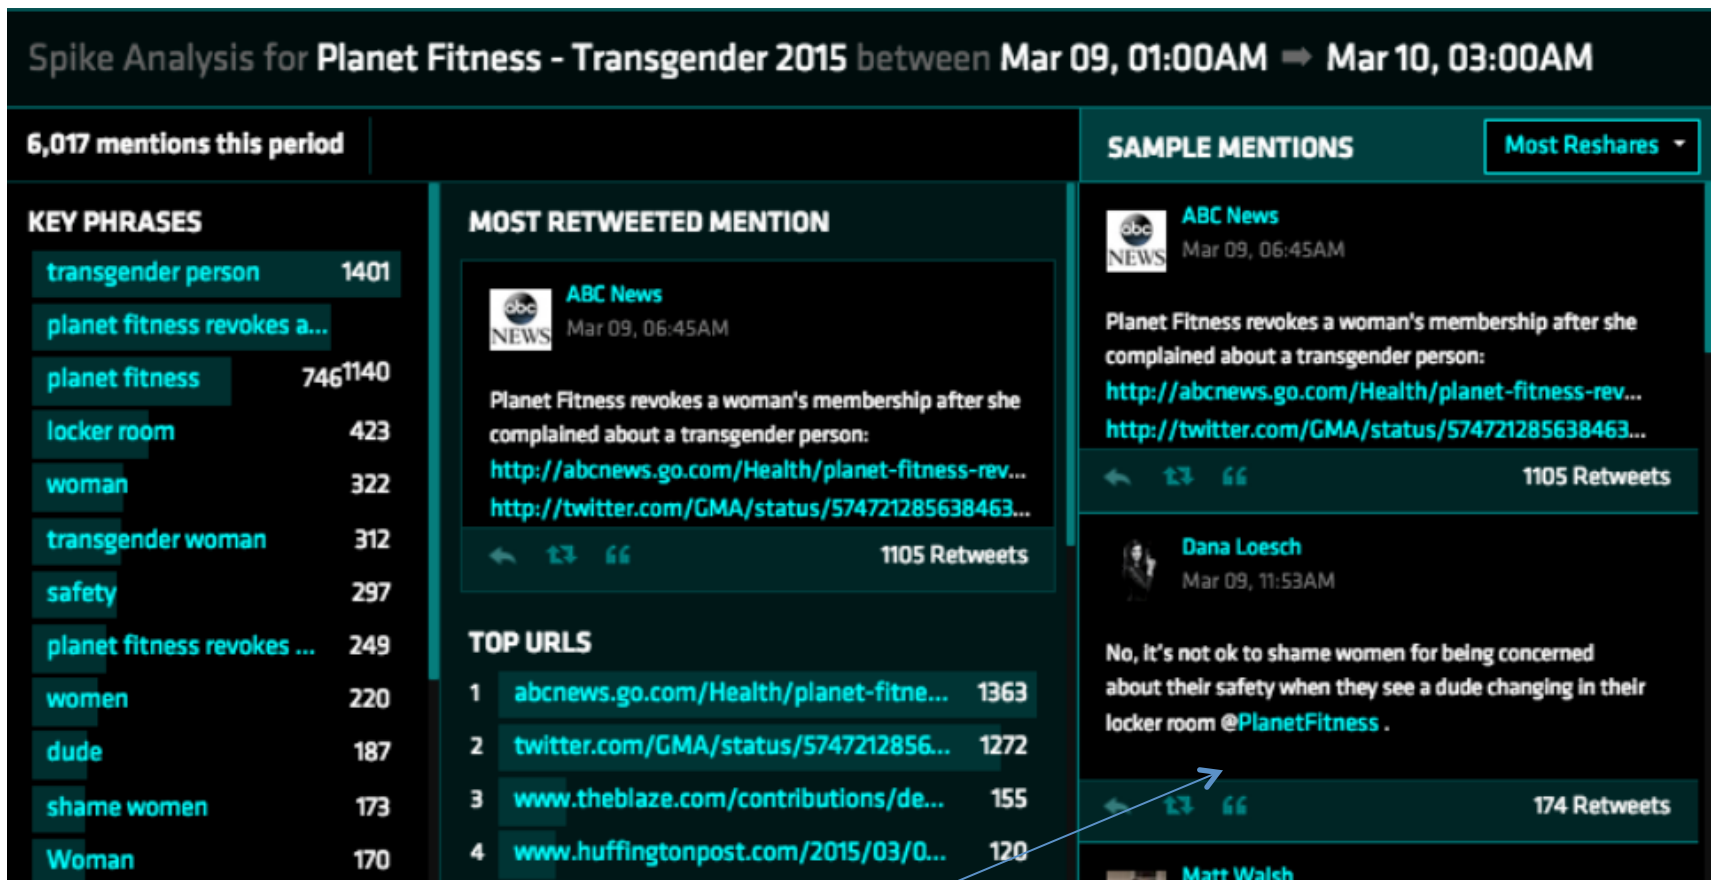 Spike Analysis for Planet Fitness - Transgender 2015 between Mar 09, 01:00AM ➡ Mar 10, 03:00AM
6,017 mentions this period
KEY PHRASES
transgender person 1401
planet fitness revokes a... 1140
planet fitness 746
locker room 423
woman 322
transgender woman 312
safety 297
planet fitness revokes ... 249
women 220
dude 187
shame women 173
Woman 170
MOST RETWEETED MENTION
abc NEWS
ABC News
Mar 09, 06:45AM
Planet Fitness revokes a woman's membership after she
complained about a transgender person:
http://abcnews.go.com/Health/planet-fitness-rev...
http://twitter.com/GMA/status/574721285638463...
1105 Retweets
TOP URLS
1 abcnews.go.com/Health/planet-fitne... 1363
2 twitter.com/GMA/status/5747212856... 1272
3 www.theblaze.com/contributions/de... 155
4 www.huffingtonpost.com/2015/03/0... 120
SAMPLE MENTIONS
Most Reshares
abc NEWS
ABC News
Mar 09, 06:45AM
Planet Fitness revokes a woman's membership after she
complained about a transgender person:
http://abcnews.go.com/Health/planet-fitness-rev...
http://twitter.com/GMA/status/574721285638463...
1105 Retweets
Dana Loesch
Mar 09, 11:53AM
No, it's not ok to shame women for being concerned
about their safety when they see a dude changing in their
locker room @PlanetFitness .
174 Retweets
Matt Walsh